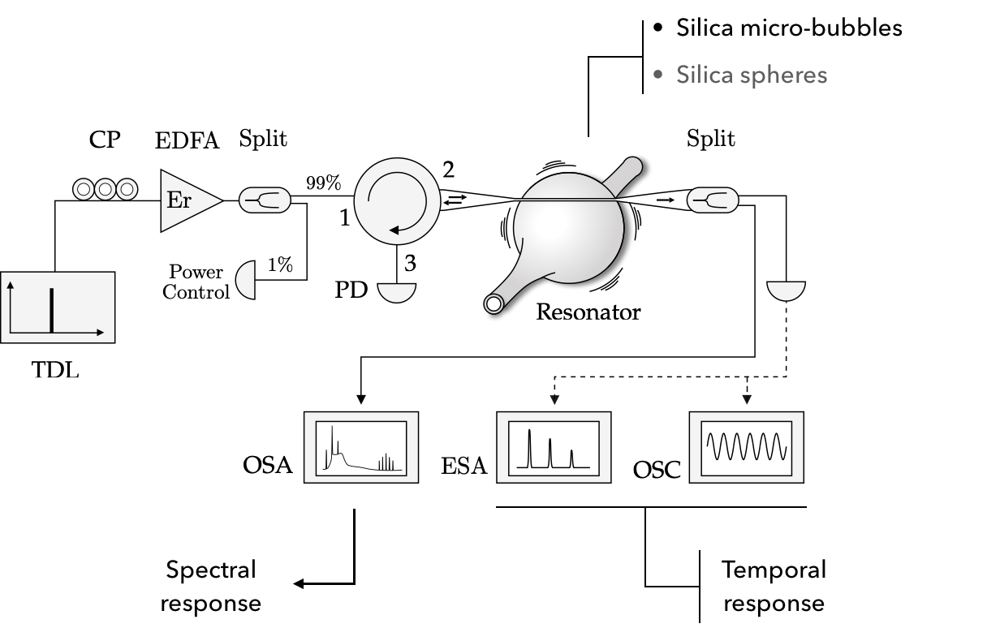 • Silica micro-bubbles
• Silica spheres
CP
EDFA
Split
Split
99%
2
Er
1
1%
3
Power
Control
PD
Resonator
TDL
OSA
ESA
OSC
Spectral
response
Temporal
response